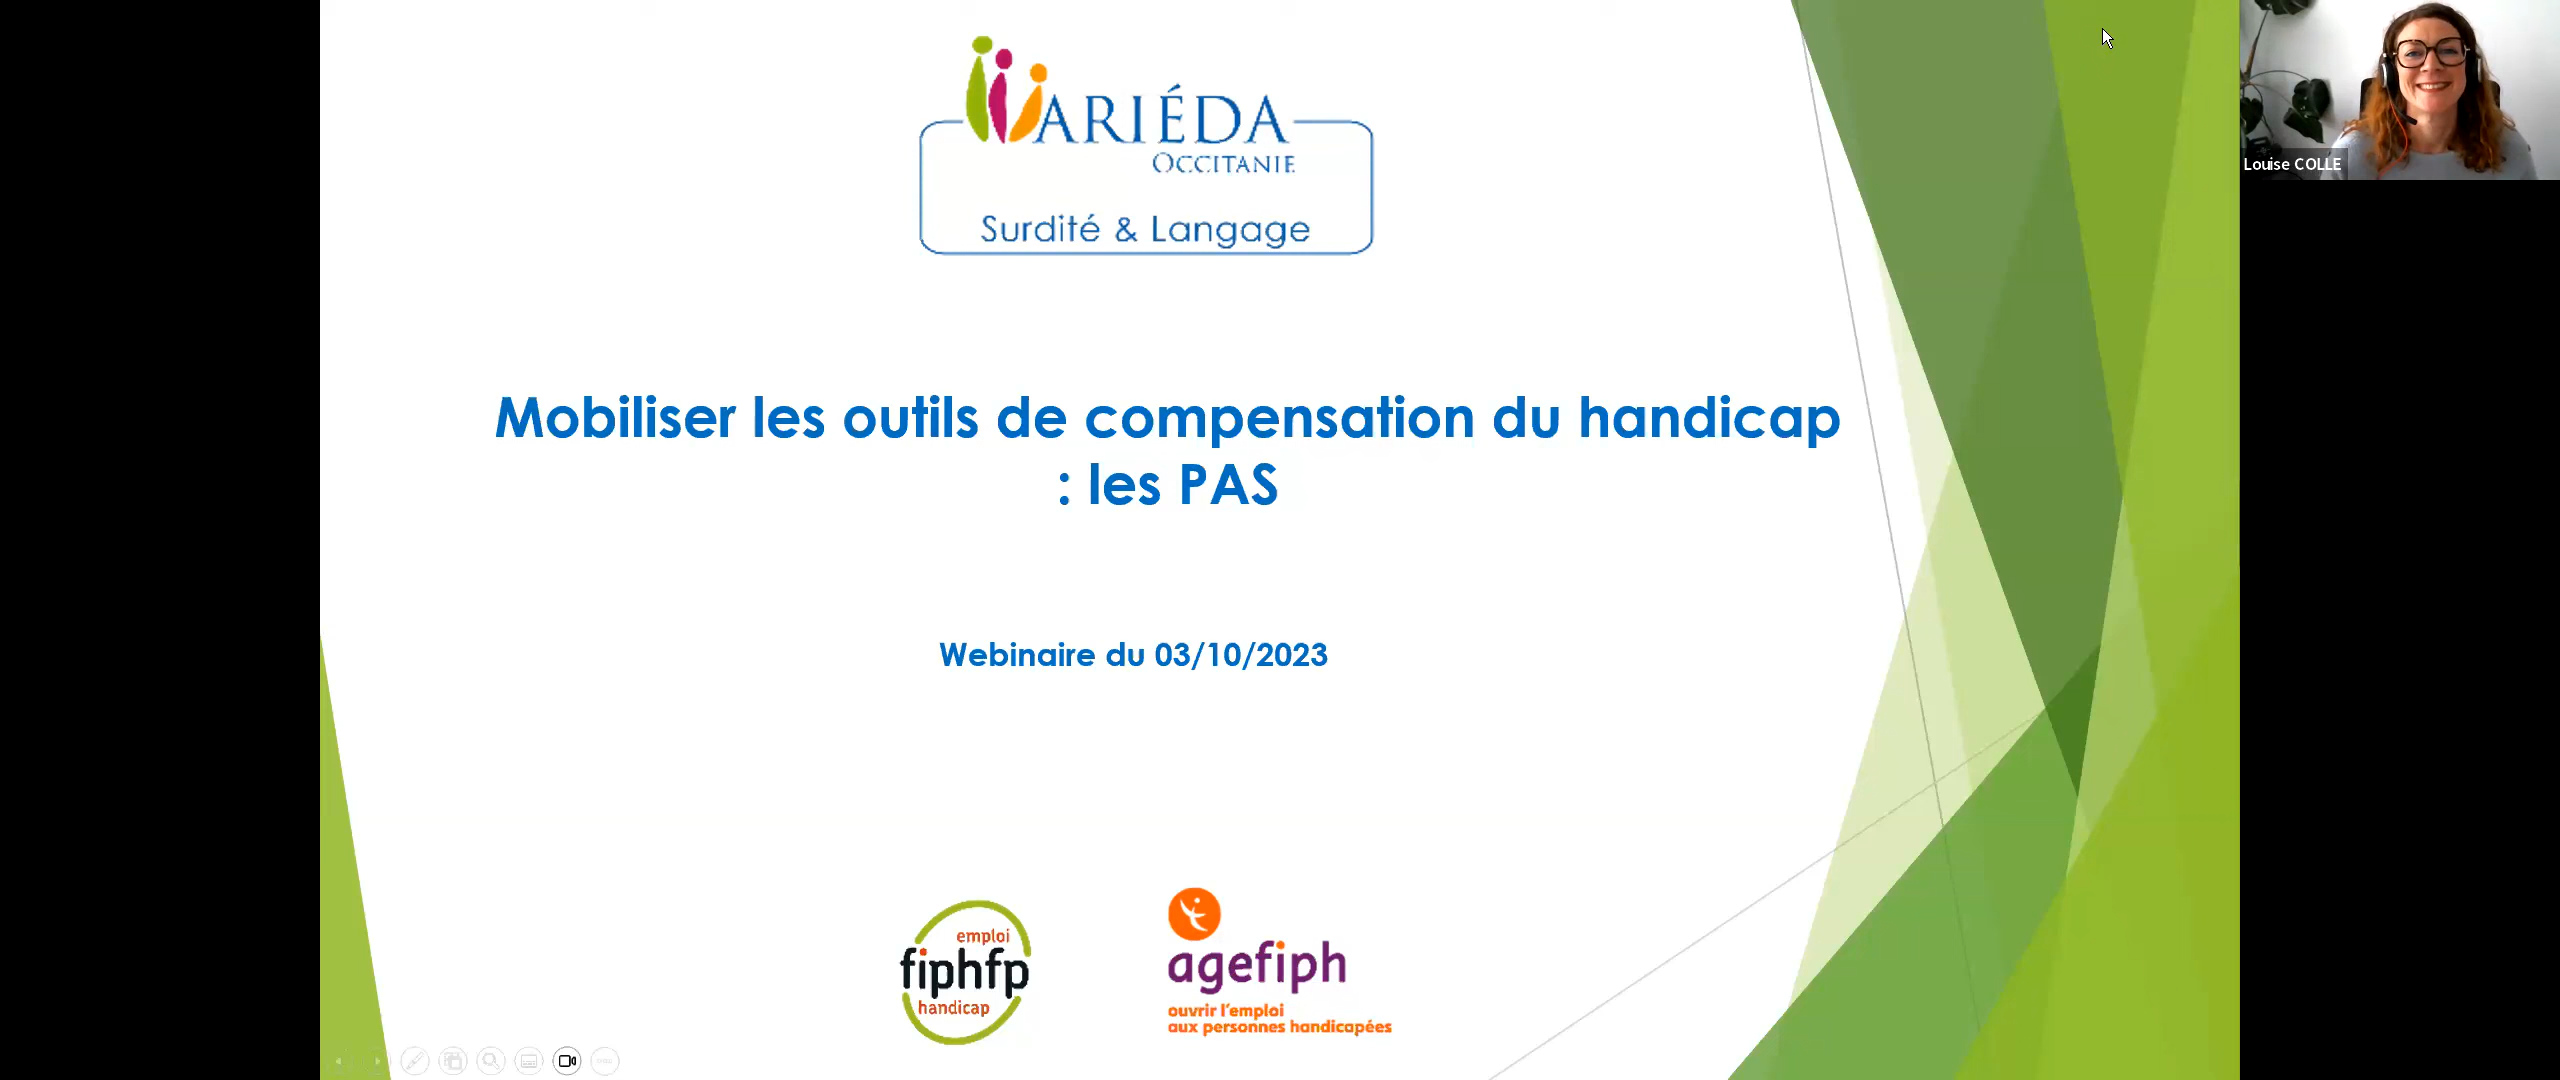 ARIÉDA
OCCITANIE
Surdité & Langage
Louise COLLE
Mobiliser les outils de compensation du handicap
: les PAS
Webinaire du 03/10/2023
emploi
fiphfp
handicap
agefiph
ouvrir l'emploi
aux personnes handicapées